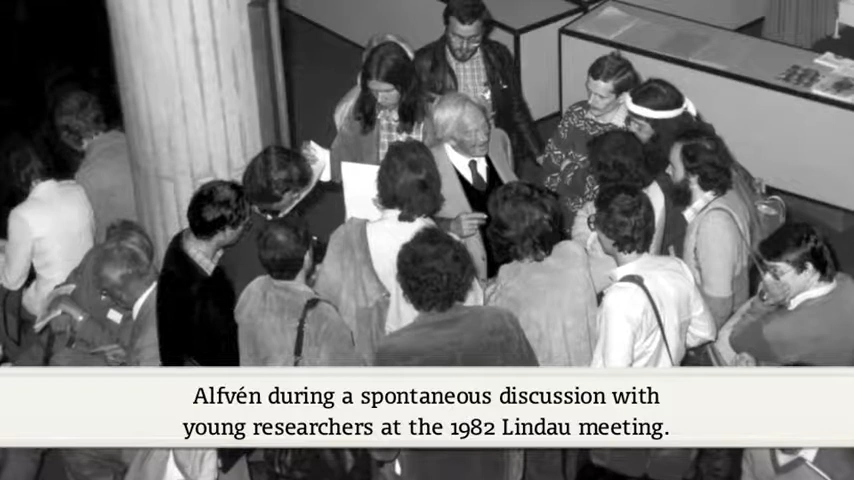 Alfvén during a spontaneous discussion with
young researchers at the 1982 Lindau meeting.